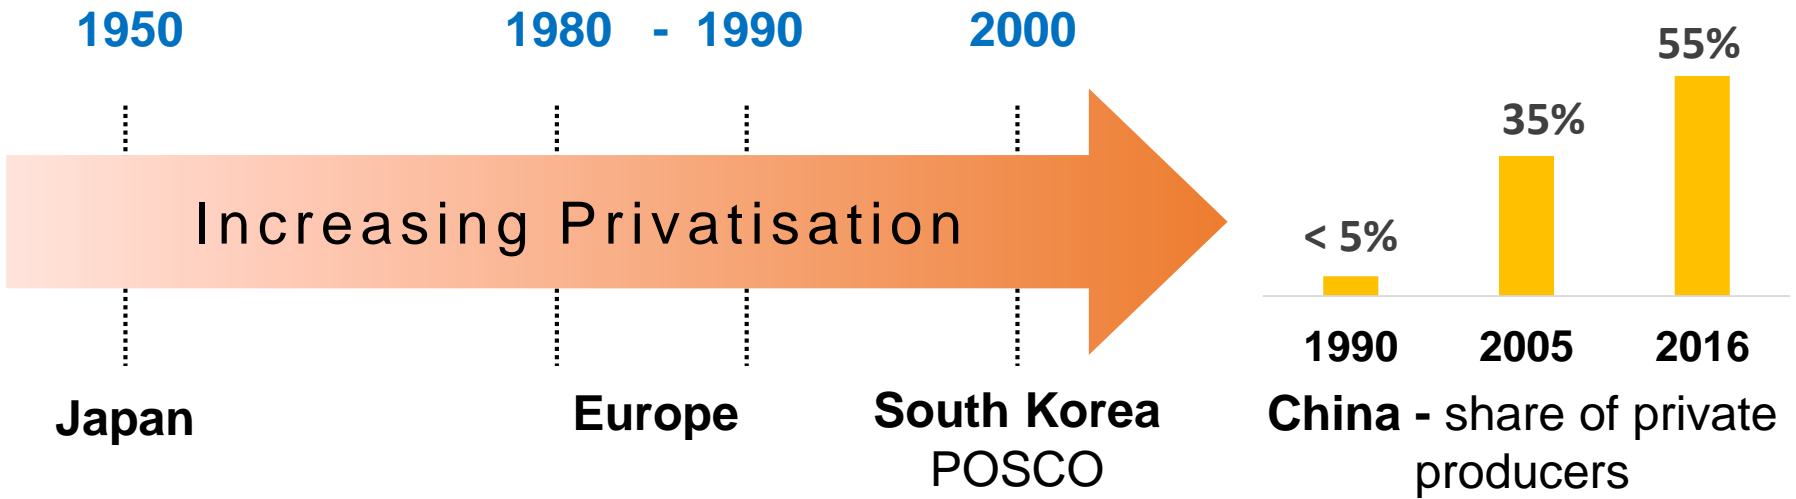 1950
1980 - 1990
2000
Increasing Privatisation
Japan
Europe
South Korea
POSCO
55%
35%
< 5%
1990 2005 2016
China - share of private
producers